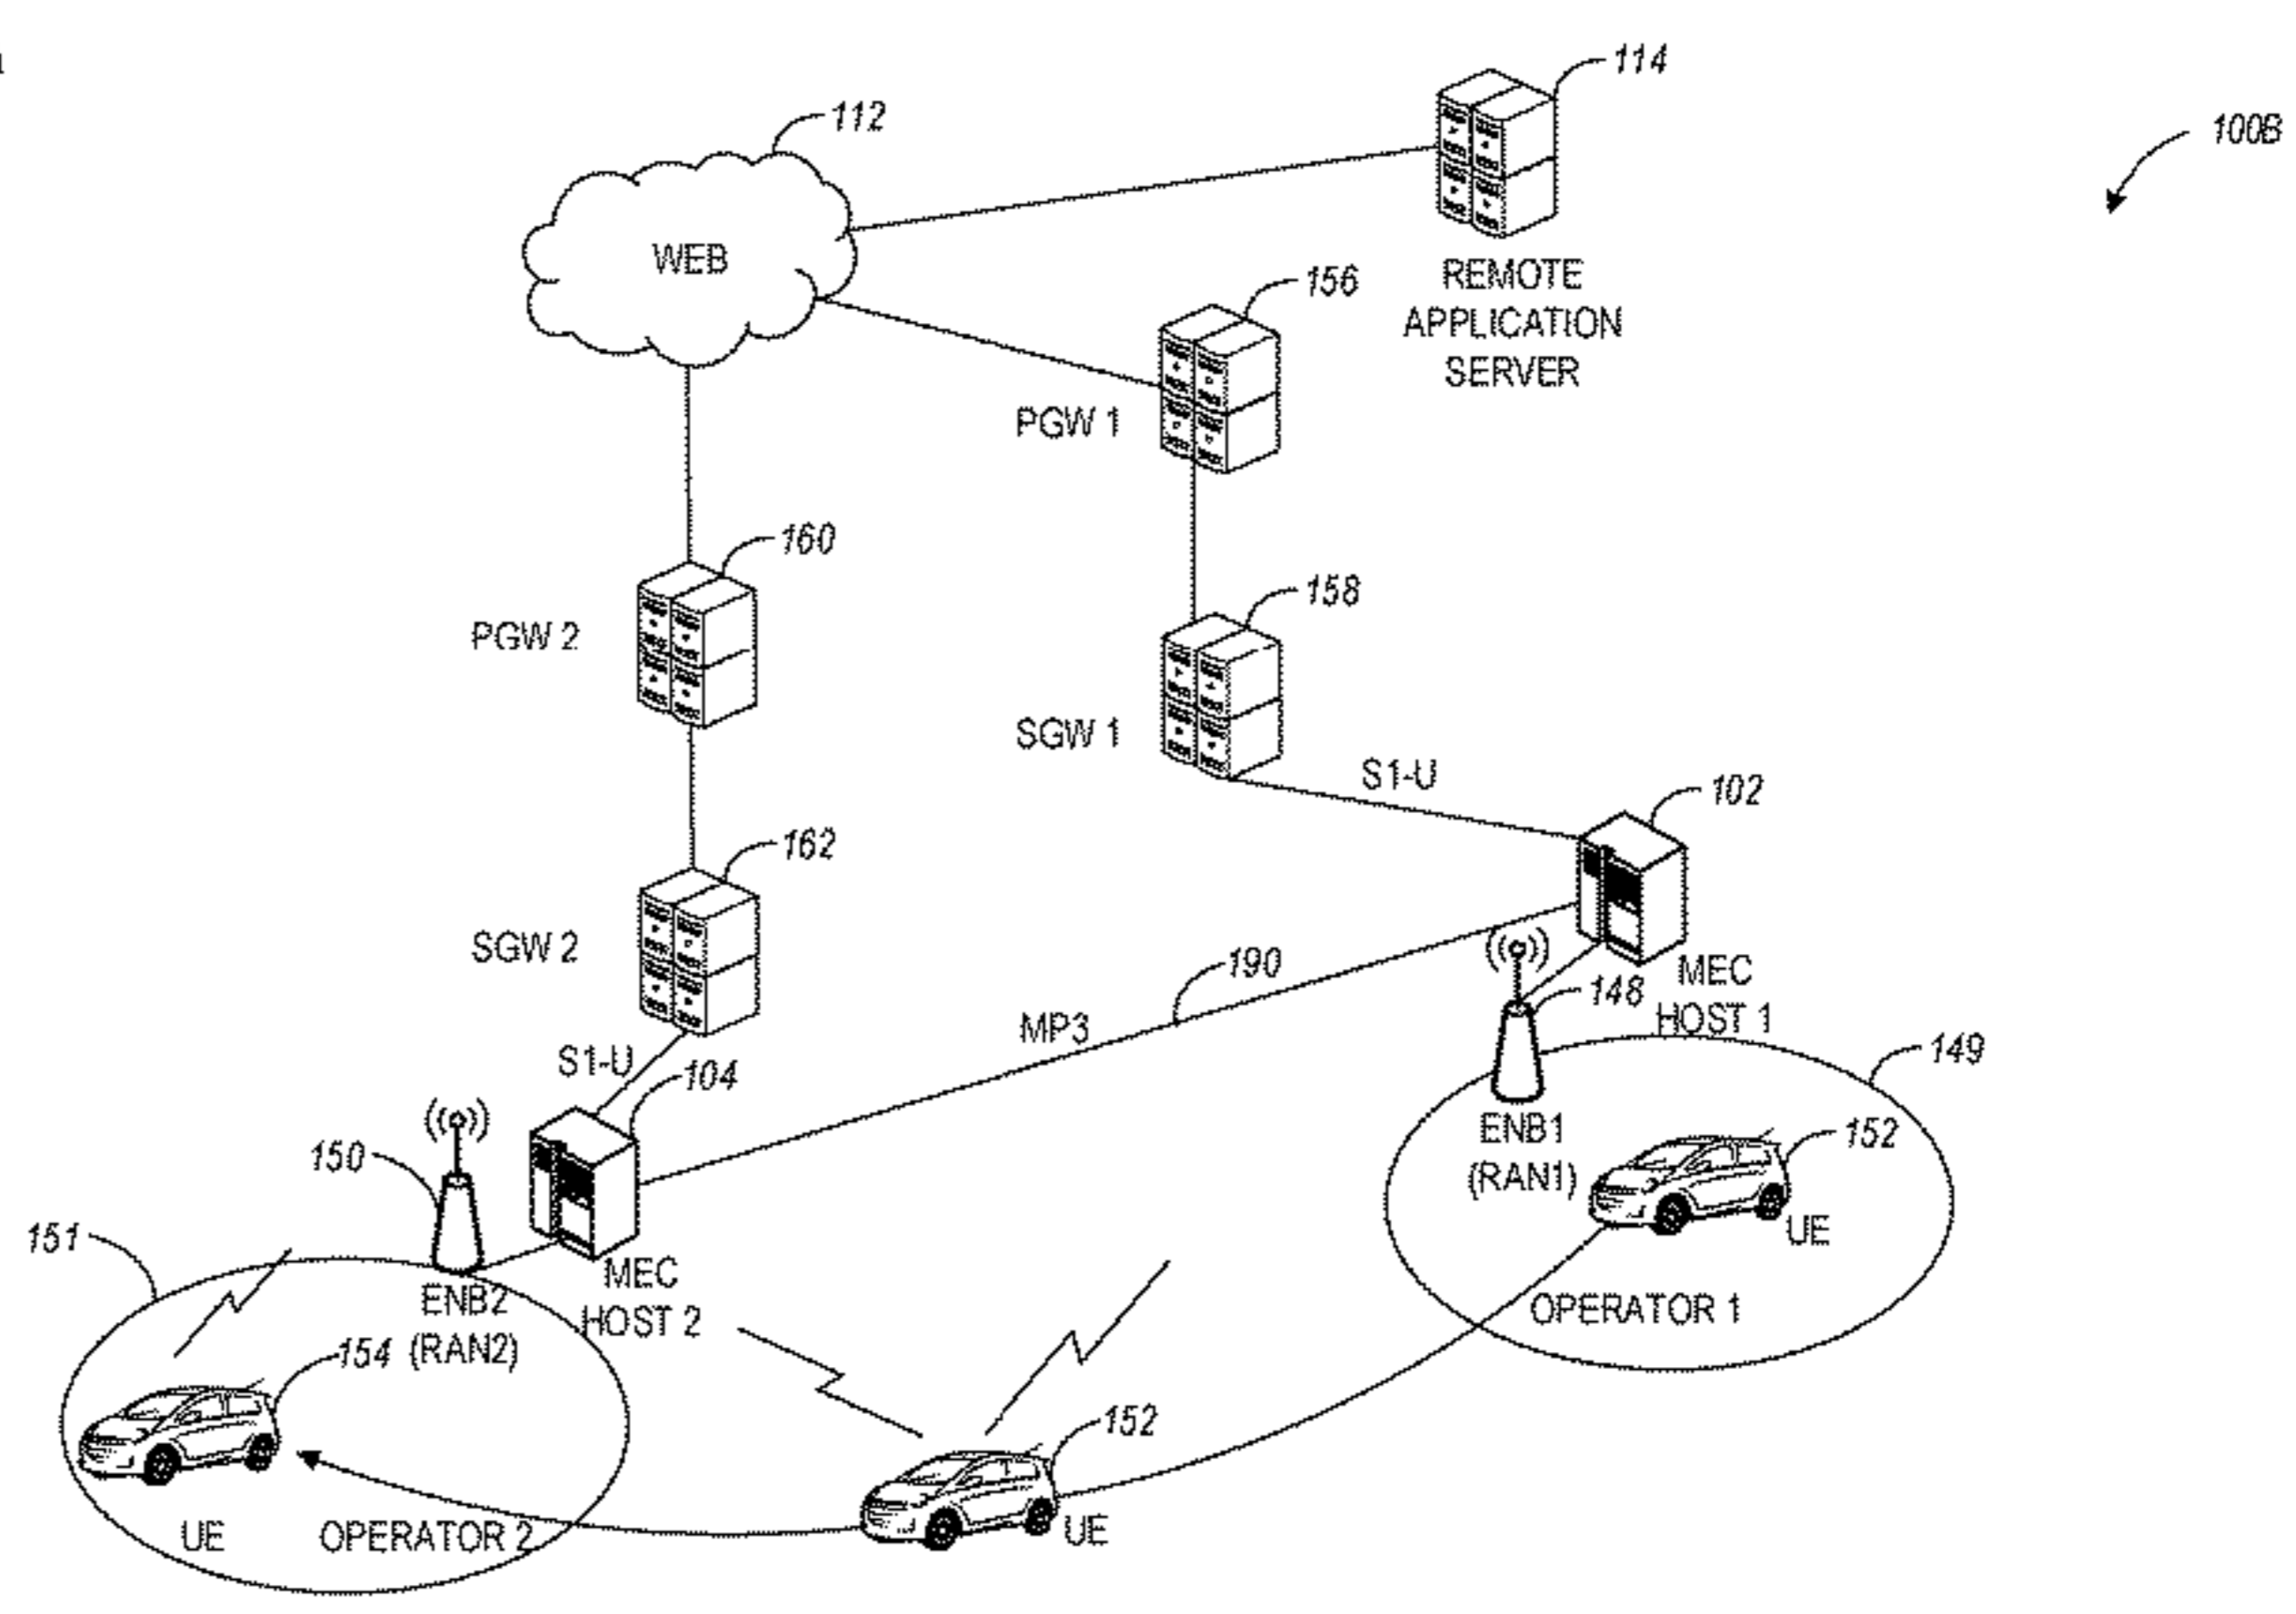 114
112
100B
WEB
REMOTE
APPLICATION
SERVER
156
PGW 1
160
PGW 2
158
SGW 1
S1-U
102
162
SGW 2
190
MEC
HOST 1
148
MP3
S1-U
104
149
ENB1
(RAN1)
152
UE
150
151
MEC
HOST 2
ENB2
(RAN2)
OPERATOR 1
154
152
UE
OPERATOR 2
UE